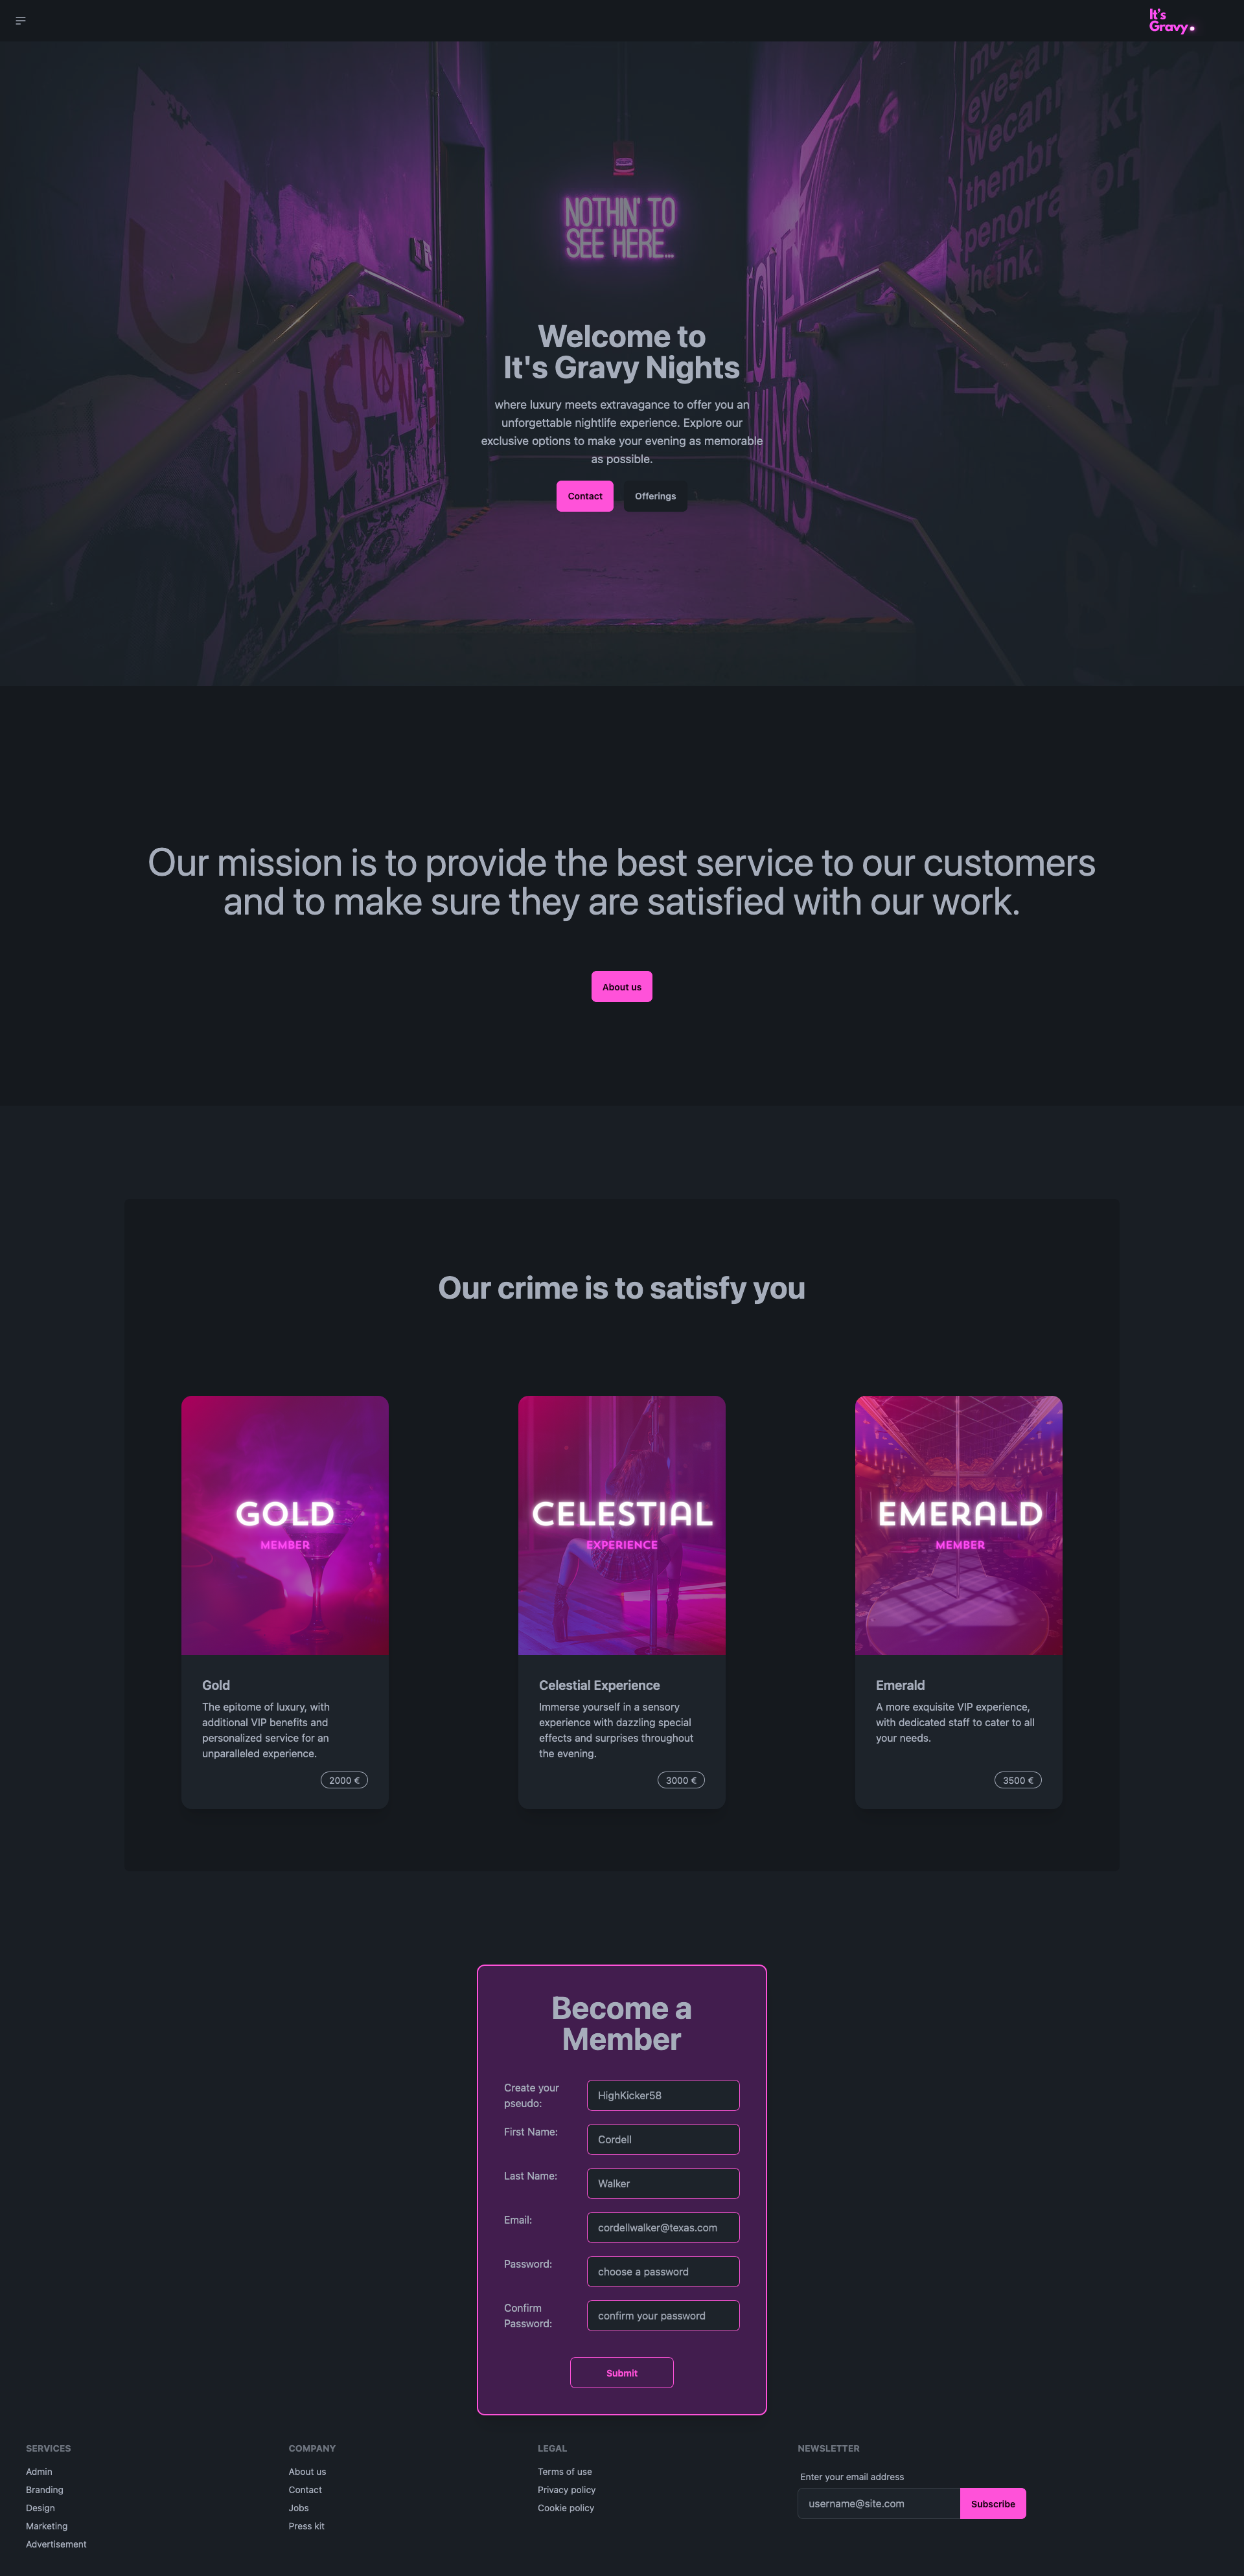 It's
Gravy.
mo
eyesan
wecann
thembr
penorra
think.
NOTHIN' TO
SEE HERE...
Welcome to
It's Gravy Nights
where luxury meets extravagance to offer you an
unforgettable nightlife experience. Explore our
exclusive options to make your evening as memorable
as possible.
Contact
Offerings
Our mission is to provide the best service to our customers
and to make sure they are satisfied with our work.
About us
Our crime is to satisfy you
GOLD
MEMBER
Gold
The epitome of luxury, with
additional VIP benefits and
personalized service for an
unparalleled experience.
2000 €
CELESTIAL
EXPERIENCE
Celestial Experience
Immerse yourself in a sensory
experience with dazzling special
effects and surprises throughout
the evening.
3000 €
EMERALD
MEMBER
Emerald
A more exquisite VIP experience,
with dedicated staff to cater to all
your needs.
3500 €
Become a
Member
Create your
pseudo:
HighKicker58
First Name:
Cordell
Last Name:
Walker
Email:
cordellwalker@texas.com
Password:
choose a password
Confirm
Password:
confirm your password
Submit
SERVICES
Admin
Branding
Design
Marketing
Advertisement
COMPANY
About us
Contact
Jobs
Press kit
LEGAL
Terms of use
Privacy policy
Cookie policy
NEWSLETTER
Enter your email address
username@site.com
Subscribe